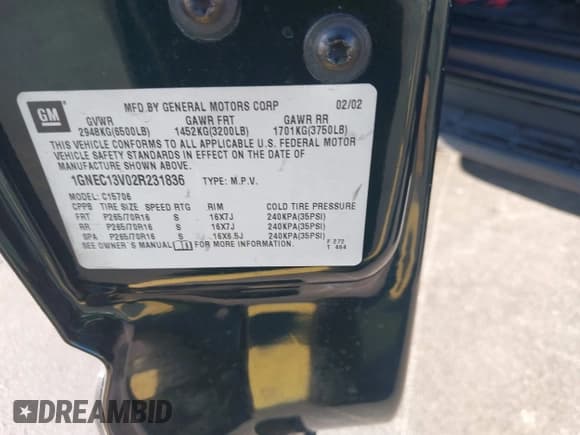 GM
MFD.BY GENERAL MOTORS CORP 02/02
GVWR GAWR FRT GAWR RR
2948KG(6500LB) 1452KG(3200LB) 1701KG(3750LB)
THIS VEHICLE CONFORMS TO ALL APPLICABLE U.S. FEDERAL MOTOR
VEHICLE SAFETY STANDARDS IN EFFECT ON THE DATE OF
MANUFACTURE SHOWN ABOVE.
1GNEC13V02R231836 TYPE: M.P.V.
MODEL: C15706
CPS TIRE SIZE SPEED RTG RIM COLD TIRE PRESSURE
FRT P265/70R16 S 16X7J 240KPA(35PSI)
RR P265/70R16 S 16X7J 240KPA(35PSI)
SPA P265/70R16 S 16X6.5J 240KPA(35PSI)
SEE OWNER'S MANUAL FOR MORE INFORMATION. F E72
T 464
DREAMBID